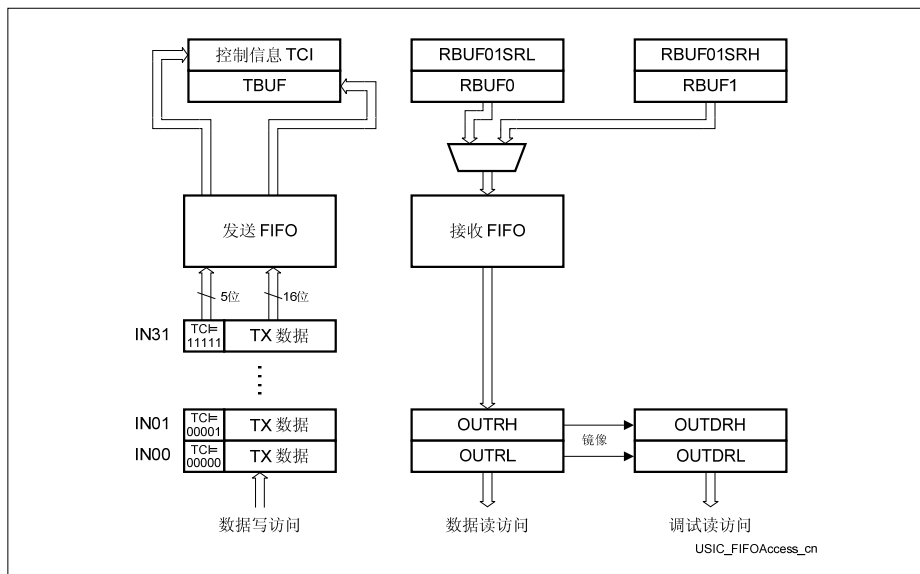 控制信息 TCI
TBUF
RBUF01SRL
RBUF0
RBUF01SRH
RBUF1
发送 FIFO
接收 FIFO
5位
16位
IN31
TCI=
11111
TX 数据
IN01
TCI=
00001
TX 数据
IN00
TCI=
00000
TX 数据
OUTRH
OUTRL
镜像
OUTDRH
OUTDRL
数据写访问
数据读访问
调试读访问
USIC_FIFOAccess_cn